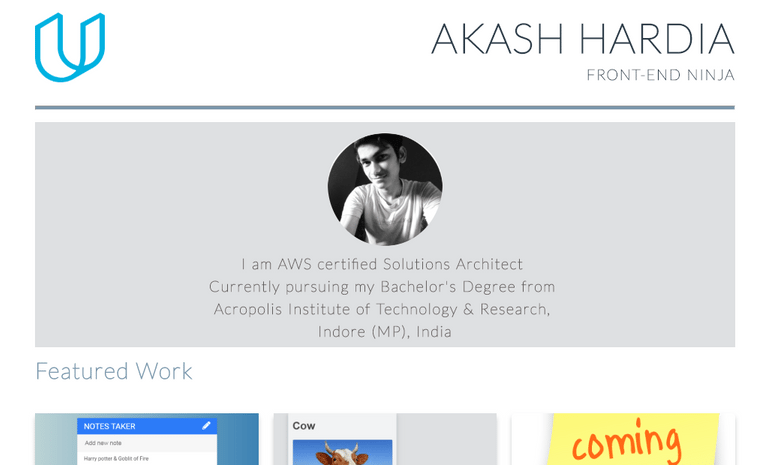 AKASH HARDIA
FRONT-END NINJA
I am AWS certified Solutions Architect
Currently pursuing my Bachelor's Degree from
Acropolis Institute of Technology & Research,
Indore (MP), India
Featured Work
NOTES TAKER
Add new note
Harry potter & Goblin of Fire
Cow
coming